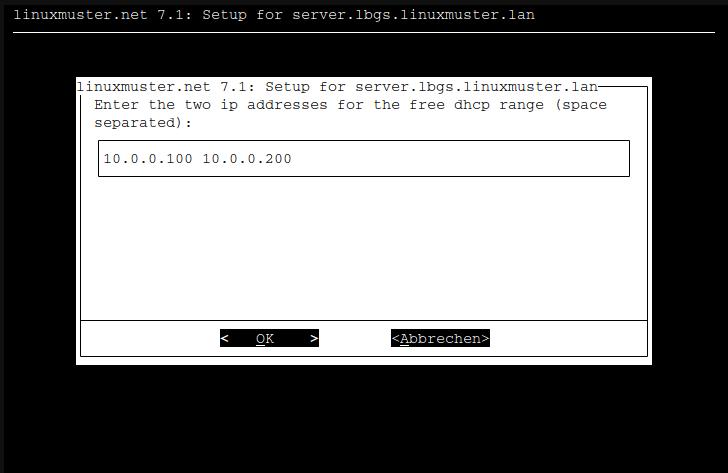 linuxmuster.net 7.1: Setup for server.lbgs.linuxmuster.lan
linuxmuster.net 7.1: Setup for server.lbgs.linuxmuster.lan
Enter the two ip addresses for the free dhcp range (space
separated):
10.0.0.100 10.0.0.200
<   OK    > <Abbrechen>